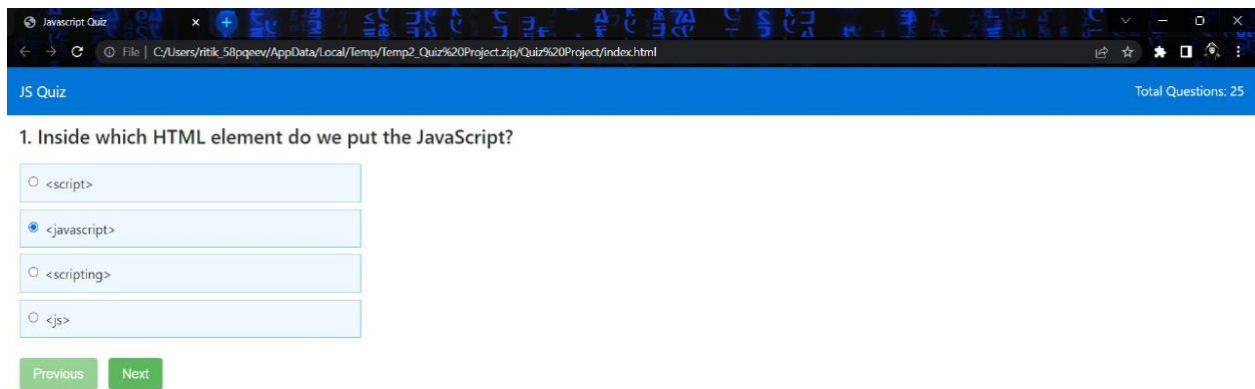 Javascript Quiz
File | C:/Users/ritik_58pqeev/AppData/Local/Temp/Temp2_Quiz%20Project.zip/Quiz%20Project/index.html
JS Quiz
Total Questions: 25
1. Inside which HTML element do we put the JavaScript?
<script>
<javascript>
<scripting>
<js>
Previous
Next